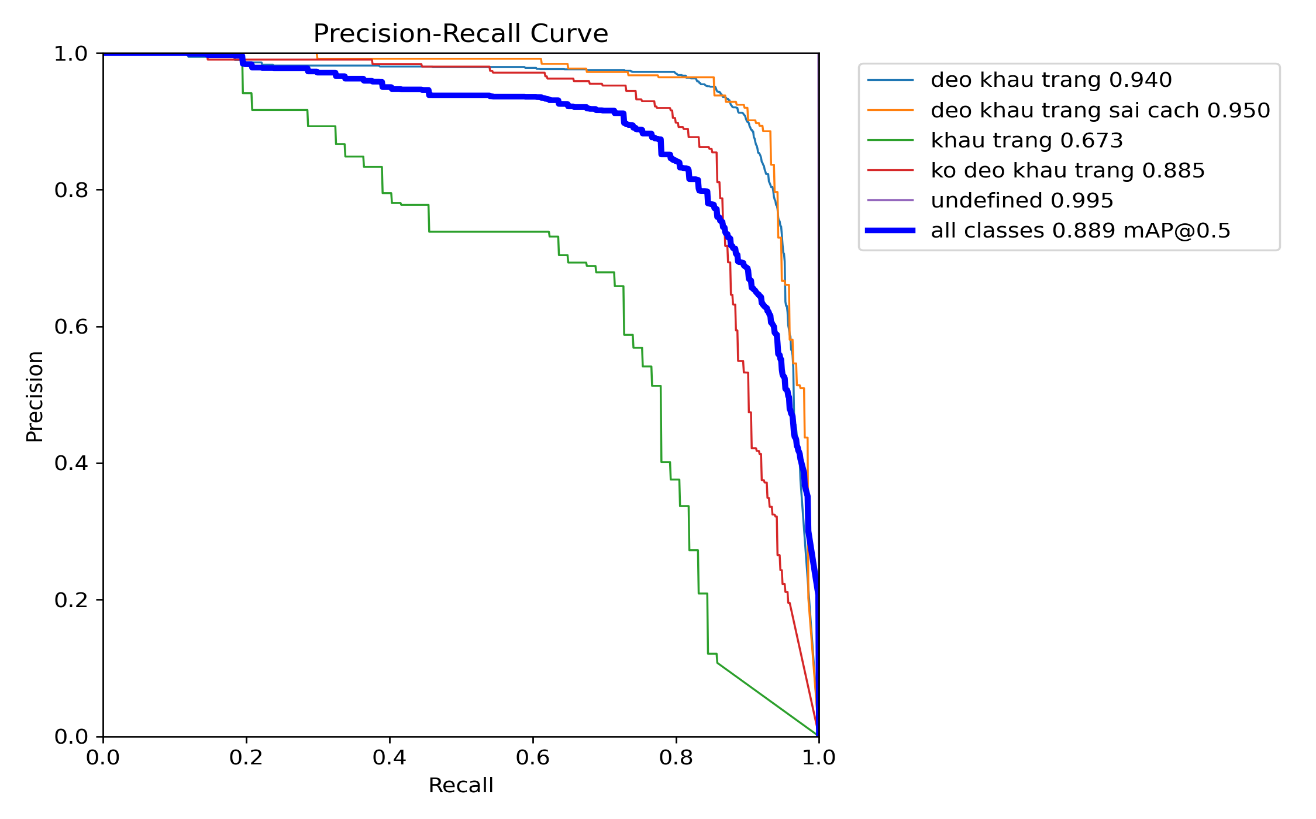 Precision-Recall Curve
1.0
0.8
0.6
0.4
0.2
0.0
Precision
0.0 0.2 0.4 0.6 0.8 1.0
Recall
deo khau trang 0.940
deo khau trang sai cach 0.950
khau trang 0.673
ko deo khau trang 0.885
undefined 0.995
all classes 0.889 mAP@0.5